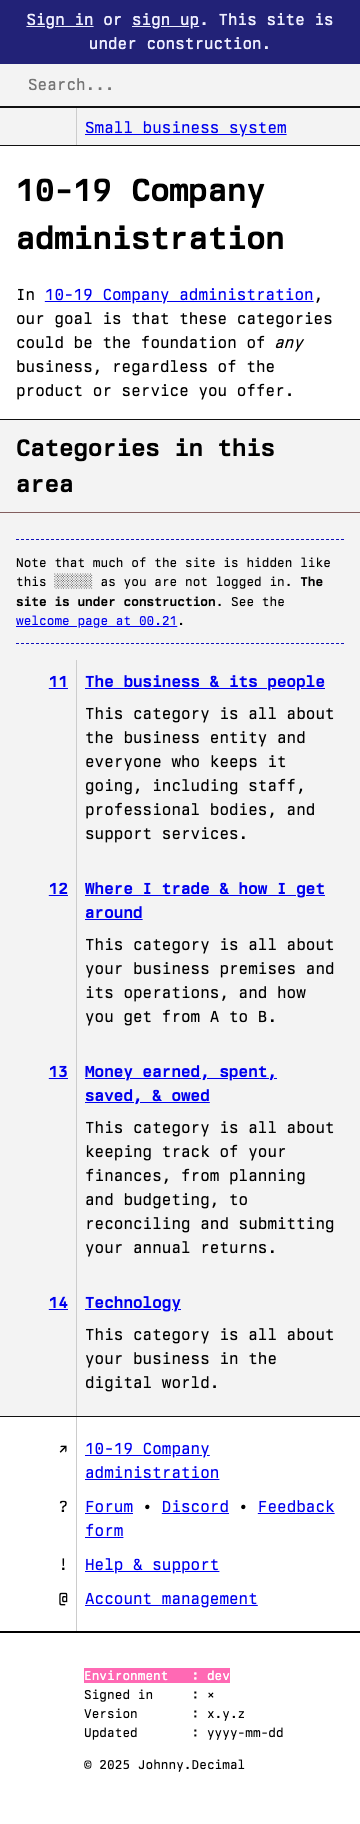 Sign in or sign up. This site is
under construction.
Search...
Small business system
10-19 Company
administration
In 10-19 Company administration,
our goal is that these categories
could be the foundation of any
business, regardless of the
product or service you offer.
Categories in this
area
Note that much of the site is hidden like
this ░░░░░ as you are not logged in. The
site is under construction. See the
welcome page at 00.21.
11 The business & its people
This category is all about
the business entity and
everyone who keeps it
going, including staff,
professional bodies, and
support services.
12 Where I trade & how I get
around
This category is all about
your business premises and
its operations, and how
you get from A to B.
13 Money earned, spent,
saved, & owed
This category is all about
keeping track of your
finances, from planning
and budgeting, to
reconciling and submitting
your annual returns.
14 Technology
This category is all about
your business in the
digital world.
↗ 10-19 Company
administration
? Forum • Discord • Feedback
form
! Help & support
@ Account management
Environment : dev
Signed in : ×
Version : x.y.z
Updated : yyyy-mm-dd
© 2025 Johnny.Decimal